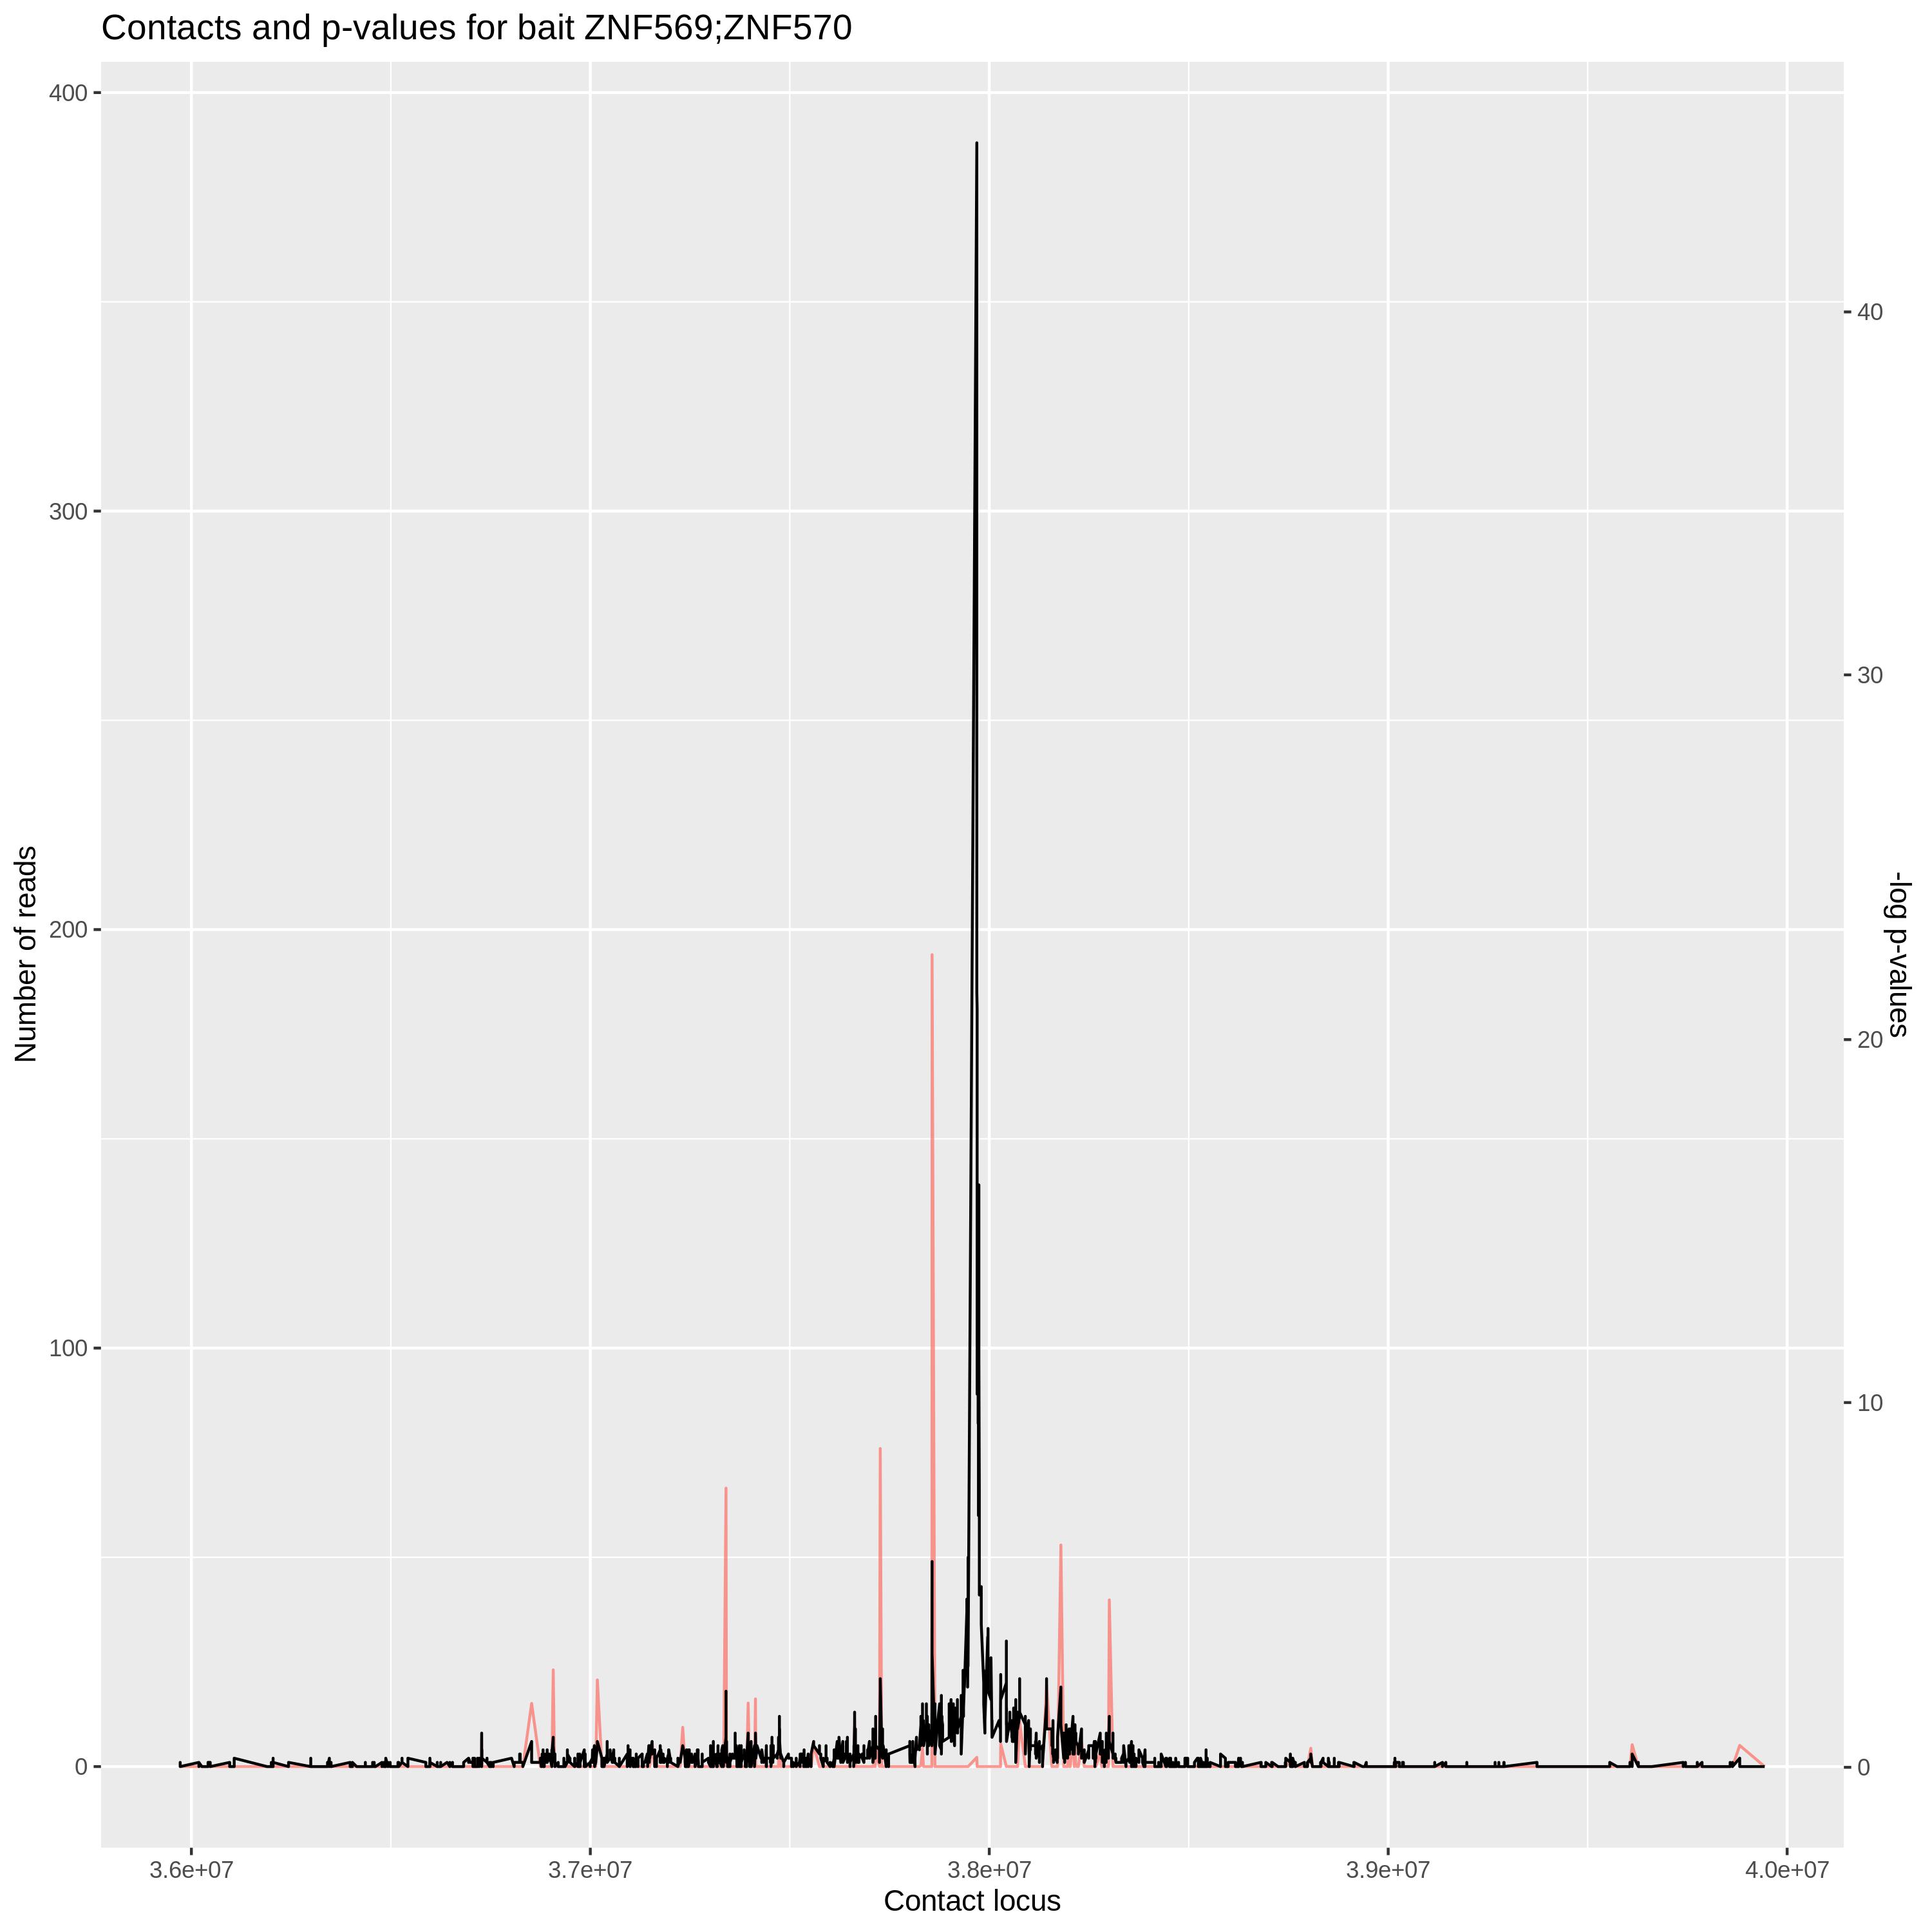 Contacts and p-values for bait ZNF569;ZNF570
400
300
200
100
0
Number of reads
40
30
20
10
0
-log p-values
3.6e+07 3.7e+07 3.8e+07 3.9e+07 4.0e+07
Contact locus